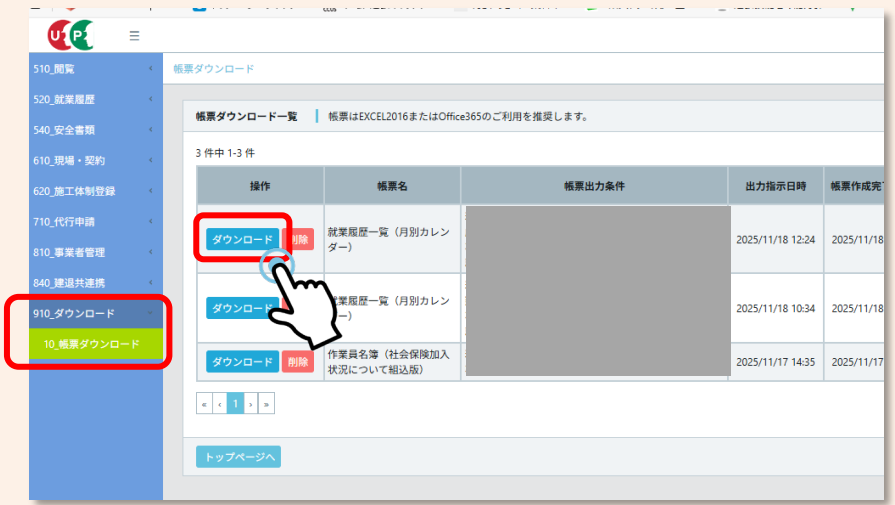 510_閲覧
520_就業履歴
540_安全書類
610_現場・契約
620_施工体制登録
710_代行申請
810_事業者管理
840_建退共連携
910_ダウンロード
10_帳票ダウンロード
帳票ダウンロード
帳票ダウンロード一覧 帳票はEXCEL2016またはOffice365のご利用を推奨します。
3 件中 1-3 件
操作 帳票名 帳票出力条件 出力指示日時 帳票作成完
ダウンロード 削除 就業履歴一覧（月別カレン
ダー） 2025/11/18 12:24 2025/11/18
ダウンロード 業履歴一覧（月別カレン
ー） 2025/11/18 10:34 2025/11/18
ダウンロード 削除 作業員名簿（社会保険加入
状況について組込版） 2025/11/17 14:35 2025/11/17
« ‹ 1 › »
トップページへ